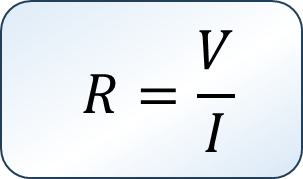 R = V/I